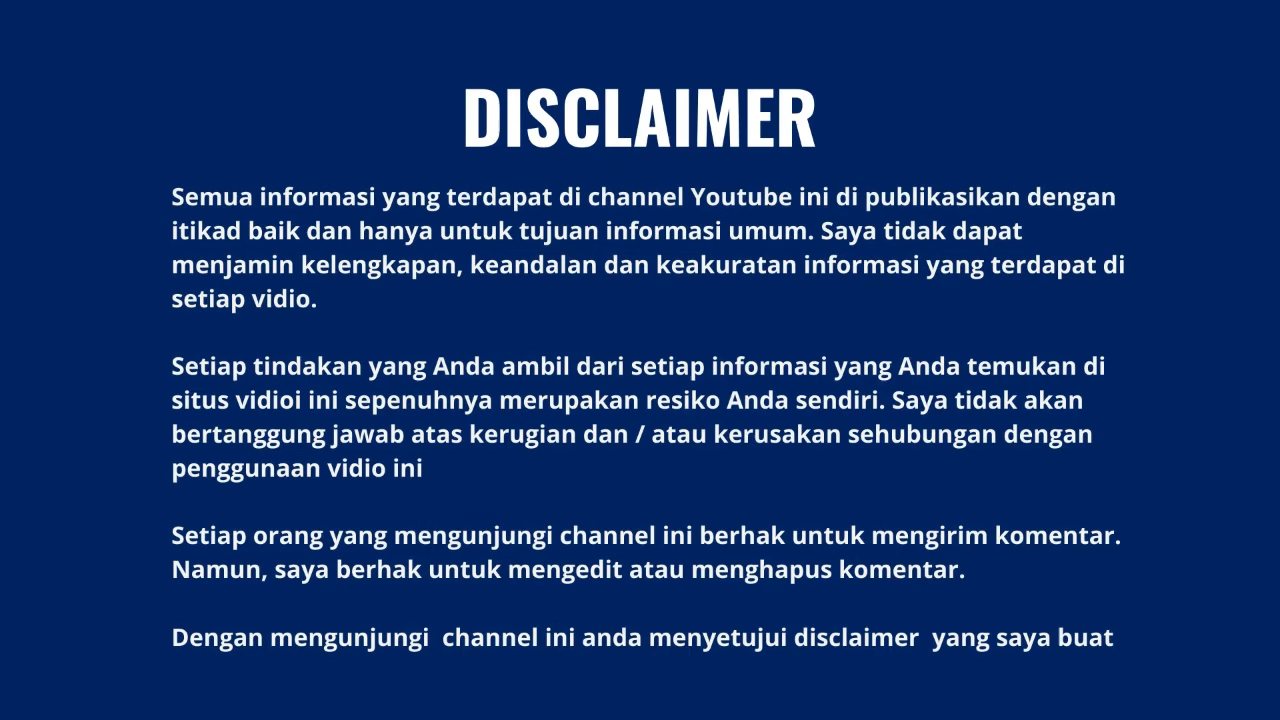 DISCLAIMER
Semua informasi yang terdapat di channel Youtube ini di publikasikan dengan
itikad baik dan hanya untuk tujuan informasi umum. Saya tidak dapat
menjamin kelengkapan, keandalan dan keakuratan informasi yang terdapat di
setiap vidio.
Setiap tindakan yang Anda ambil dari setiap informasi yang Anda temukan di
situs vidioi ini sepenuhnya merupakan resiko Anda sendiri. Saya tidak akan
bertanggung jawab atas kerugian dan / atau kerusakan sehubungan dengan
penggunaan vidio ini
Setiap orang yang mengunjungi channel ini berhak untuk mengirim komentar.
Namun, saya berhak untuk mengedit atau menghapus komentar.
Dengan mengunjungi  channel ini anda menyetujui disclaimer  yang saya buat